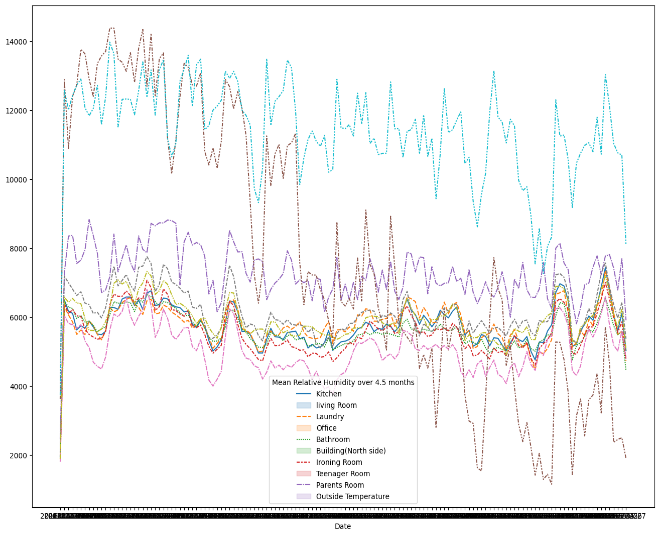 14000
12000
10000
8000
6000
4000
2000
Mean Relative Humidity over 4.5 months
Kitchen
living Room
Laundry
Office
Bathroom
Building(North side)
Ironing Room
Teenager Room
Parents Room
Outside Temperature
Date